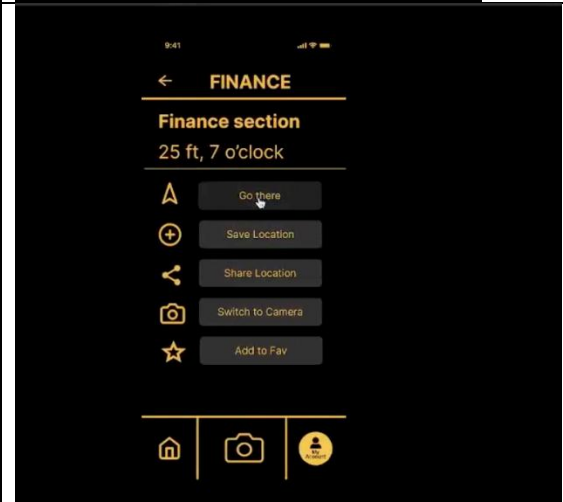 9:41
FINANCE
Finance section
25 ft, 7 o'clock
Go there
Save Location
Share Location
Switch to Camera
Add to Fav
My
Account